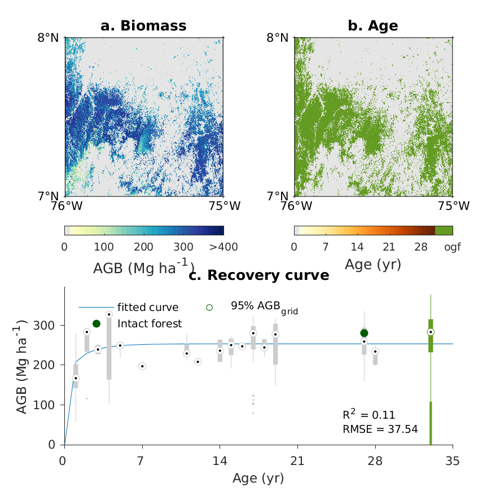 a. Biomass
b. Age
8°N
8°N
7°N
7°N
76°W
75°W
76°W
75°W
0
100
200
300
>400
0
7
14
21
28
ogf
AGB (Mg ha-1)
Age (yr)
c. Recovery curve
fitted curve
95% AGBgrid
Intact forest
300
200
100
0
AGB (Mg ha-1)
R2 = 0.11
RMSE = 37.54
0
7
14
21
28
35
Age (yr)